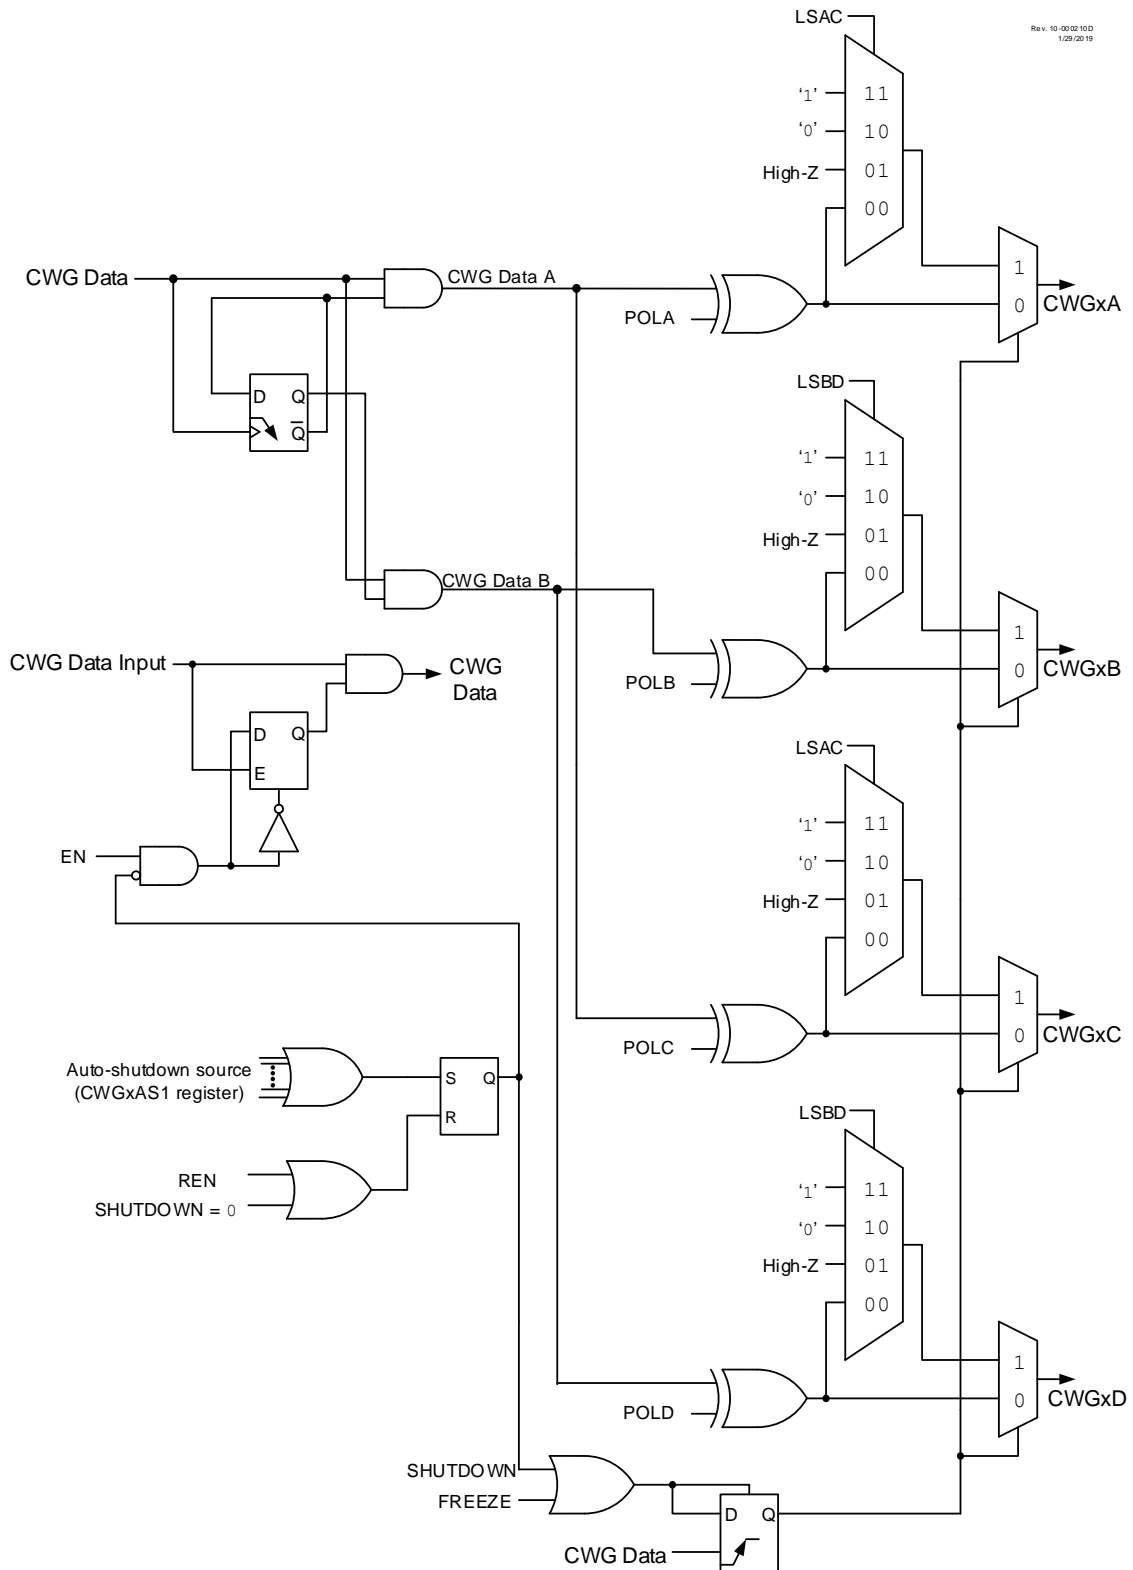 LSAC
Rev. 10-000210D
1/29/2019
‘1’
11
‘0’
10
High-Z
01
00
CWG Data
CWG Data A
POLA
1
0
CWGxA
D
Q
Q
LSBD
‘1’
11
‘0’
10
High-Z
01
00
CWG Data B
POLB
1
0
CWGxB
CWG Data Input
CWG
Data
D
Q
E
EN
LSAC
‘1’
11
‘0’
10
High-Z
01
00
POLC
1
0
CWGxC
Auto-shutdown source
(CWGxAS1 register)
S
Q
R
REN
SHUTDOWN = 0
LSBD
‘1’
11
‘0’
10
High-Z
01
00
POLD
1
0
CWGxD
SHUTDOWN
FREEZE
D
Q
CWG Data